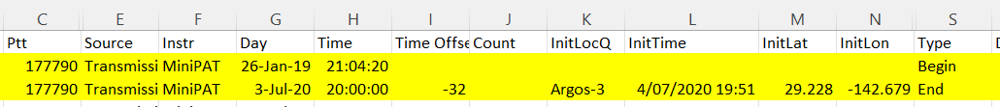 C E F G H I J K L M N S
Ptt Source Instr Day Time Time Offse Count InitLocQ InitTime InitLat InitLon Type
177790 Transmissi MiniPAT 26-Jan-19 21:04:20 Begin
177790 Transmissi MiniPAT 3-Jul-20 20:00:00 -32 Argos-3 4/07/2020 19:51 29.228 -142.679 End